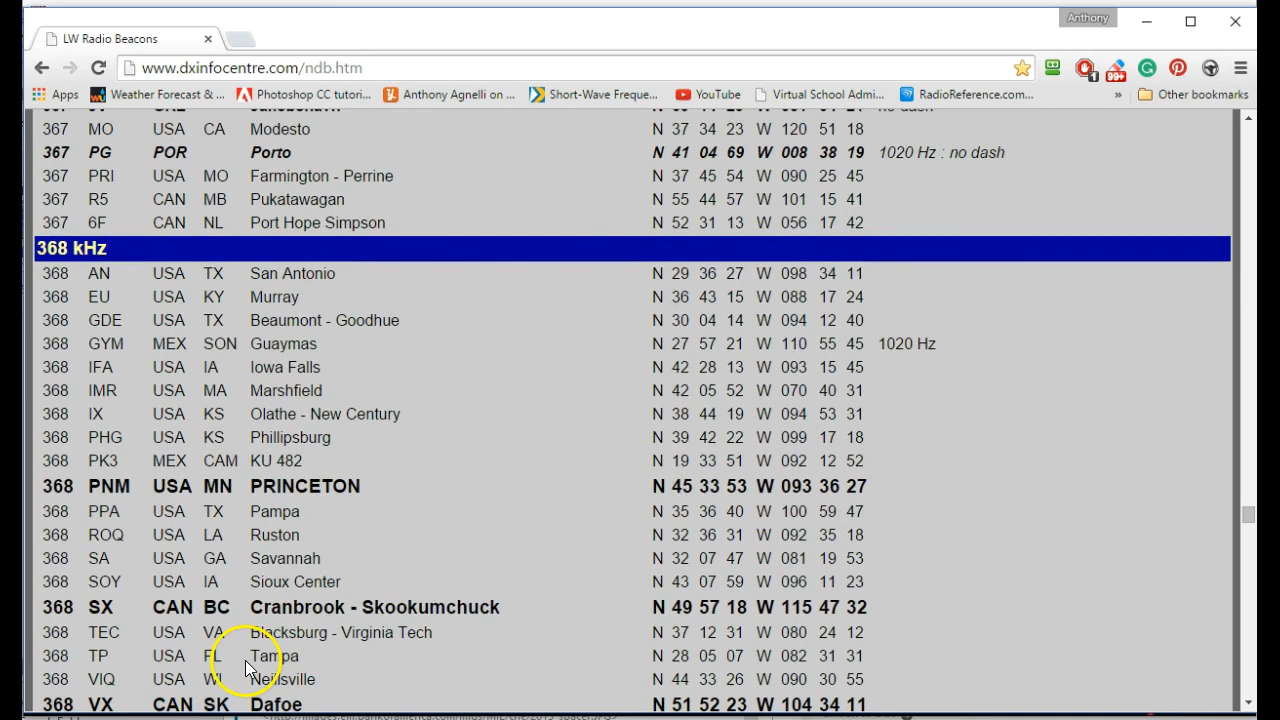 Anthony
LW Radio Beacons
www.dxinfocentre.com/ndb.htm
1
99+
Apps Weather Forecast & ... Photoshop CC tutori... Anthony Agnelli on ... Short-Wave Freque... YouTube Virtual School Admi... RadioReference.com... » Other bookmarks
367 MO USA CA Modesto N 37 34 23 W 120 51 18
367 PG POR Porto N 41 04 69 W 008 38 19 1020 Hz : no dash
367 PRI USA MO Farmington - Perrine N 37 45 54 W 090 25 45
367 R5 CAN MB Pukatawagan N 55 44 57 W 101 15 41
367 6F CAN NL Port Hope Simpson N 52 31 13 W 056 17 42
368 kHz
368 AN USA TX San Antonio N 29 36 27 W 098 34 11
368 EU USA KY Murray N 36 43 15 W 088 17 24
368 GDE USA TX Beaumont - Goodhue N 30 04 14 W 094 12 40
368 GYM MEX SON Guaymas N 27 57 21 W 110 55 45 1020 Hz
368 IFA USA IA Iowa Falls N 42 28 13 W 093 15 45
368 IMR USA MA Marshfield N 42 05 52 W 070 40 31
368 IX USA KS Olathe - New Century N 38 44 19 W 094 53 31
368 PHG USA KS Phillipsburg N 39 42 22 W 099 17 18
368 PK3 MEX CAM KU 482 N 19 33 51 W 092 12 52
368 PNM USA MN PRINCETON N 45 33 53 W 093 36 27
368 PPA USA TX Pampa N 35 36 40 W 100 59 47
368 ROQ USA LA Ruston N 32 36 31 W 092 35 18
368 SA USA GA Savannah N 32 07 47 W 081 19 53
368 SOY USA IA Sioux Center N 43 07 59 W 096 11 23
368 SX CAN BC Cranbrook - Skookumchuck N 49 57 18 W 115 47 32
368 TEC USA VA Blacksburg - Virginia Tech N 37 12 31 W 080 24 12
368 TP USA FL Tampa N 28 05 07 W 082 31 31
368 VIQ USA WI Neillsville N 44 33 26 W 090 30 55
368 VX CAN SK Dafoe N 51 52 23 W 104 34 11